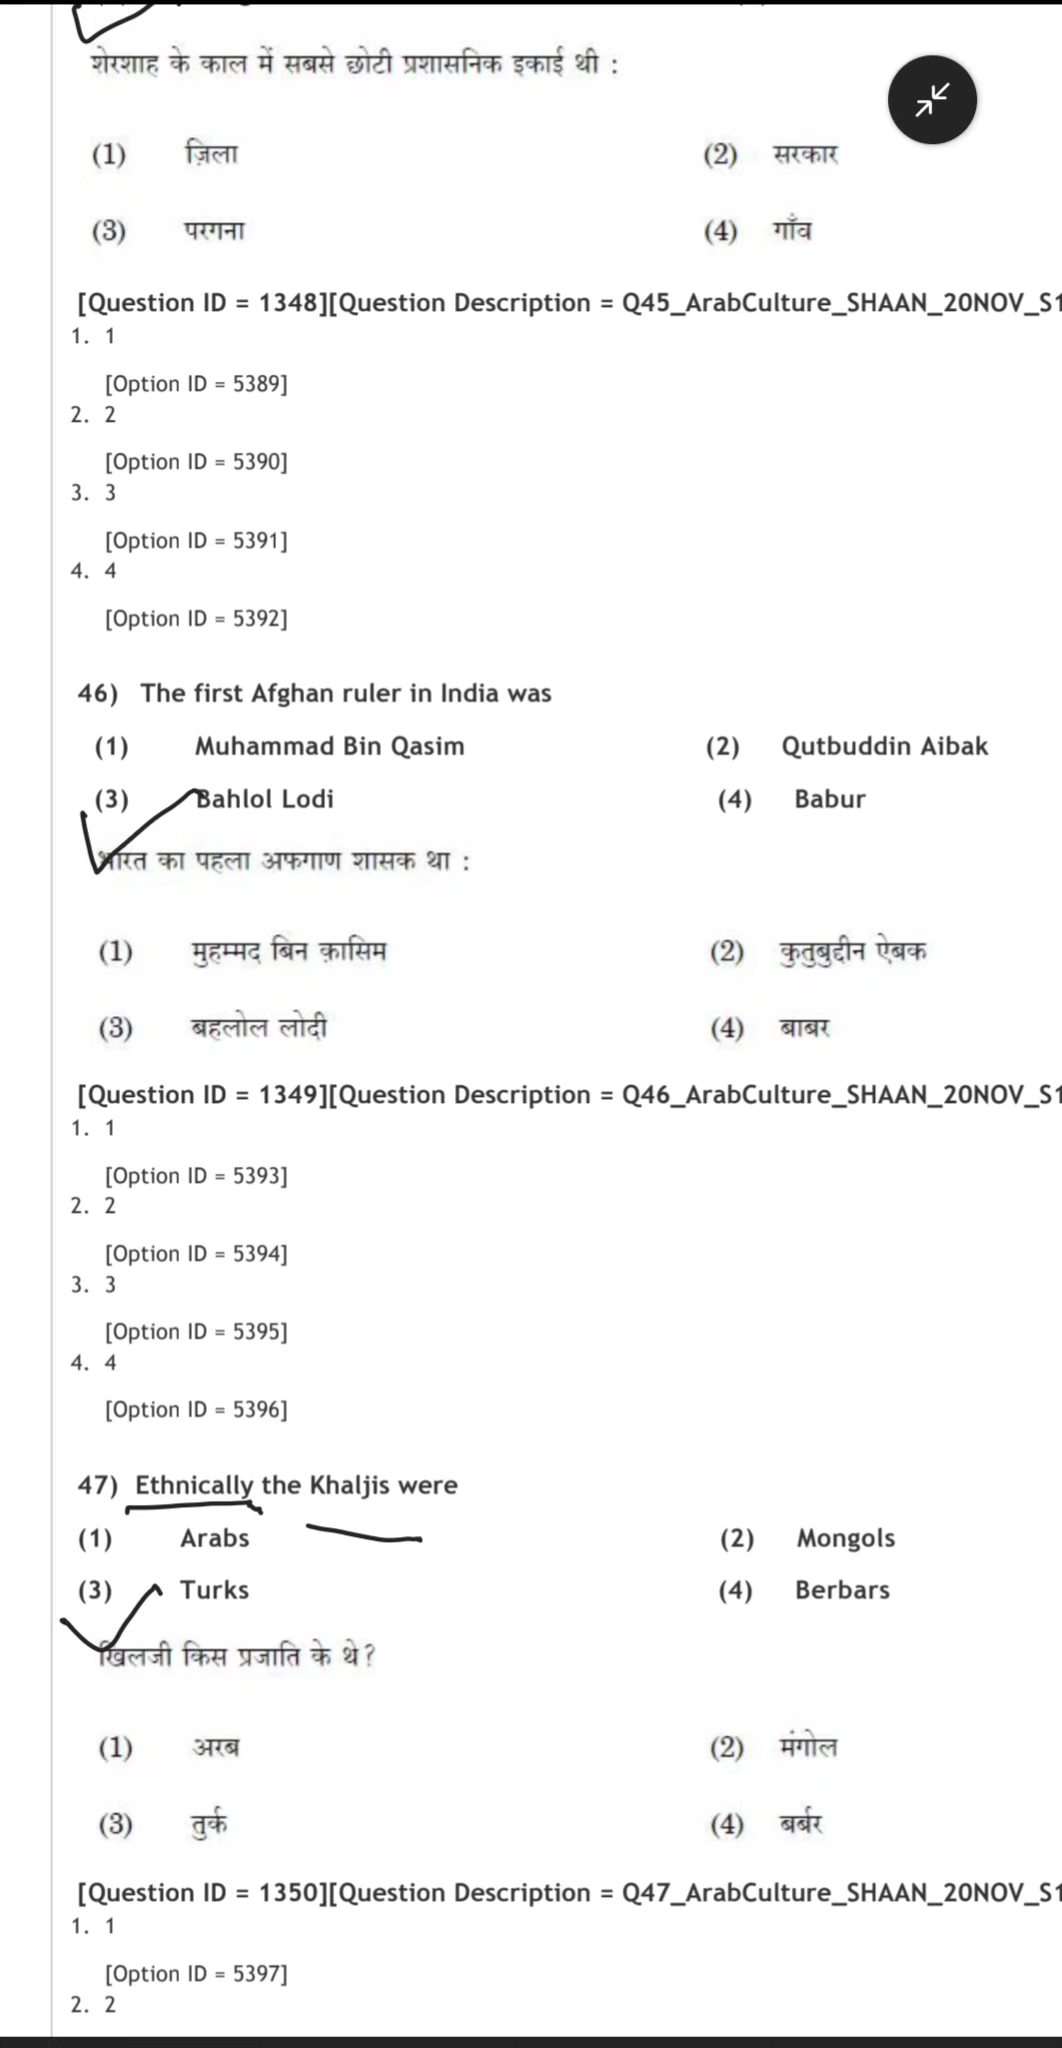 शेरशाह के काल में सबसे छोटी प्रशासनिक इकाई थी :
(1) ज़िला (2) सरकार
(3) परगना (4) गाँव
[Question ID = 1348][Question Description = Q45_ArabCulture_SHAAN_20NOV_S1
1. 1
[Option ID = 5389]
2. 2
[Option ID = 5390]
3. 3
[Option ID = 5391]
4. 4
[Option ID = 5392]
46) The first Afghan ruler in India was
(1) Muhammad Bin Qasim (2) Qutbuddin Aibak
(3) Bahlol Lodi (4) Babur
भारत का पहला अफगाण शासक था :
(1) मुहम्मद बिन क़ासिम (2) कुतुबुद्दीन ऐबक
(3) बहलोल लोदी (4) बाबर
[Question ID = 1349][Question Description = Q46_ArabCulture_SHAAN_20NOV_S1
1. 1
[Option ID = 5393]
2. 2
[Option ID = 5394]
3. 3
[Option ID = 5395]
4. 4
[Option ID = 5396]
47) Ethnically the Khaljis were
(1) Arabs (2) Mongols
(3) Turks (4) Berbars
खिलजी किस प्रजाति के थे?
(1) अरब (2) मंगोल
(3) तुर्क (4) बर्बर
[Question ID = 1350][Question Description = Q47_ArabCulture_SHAAN_20NOV_S1
1. 1
[Option ID = 5397]
2. 2